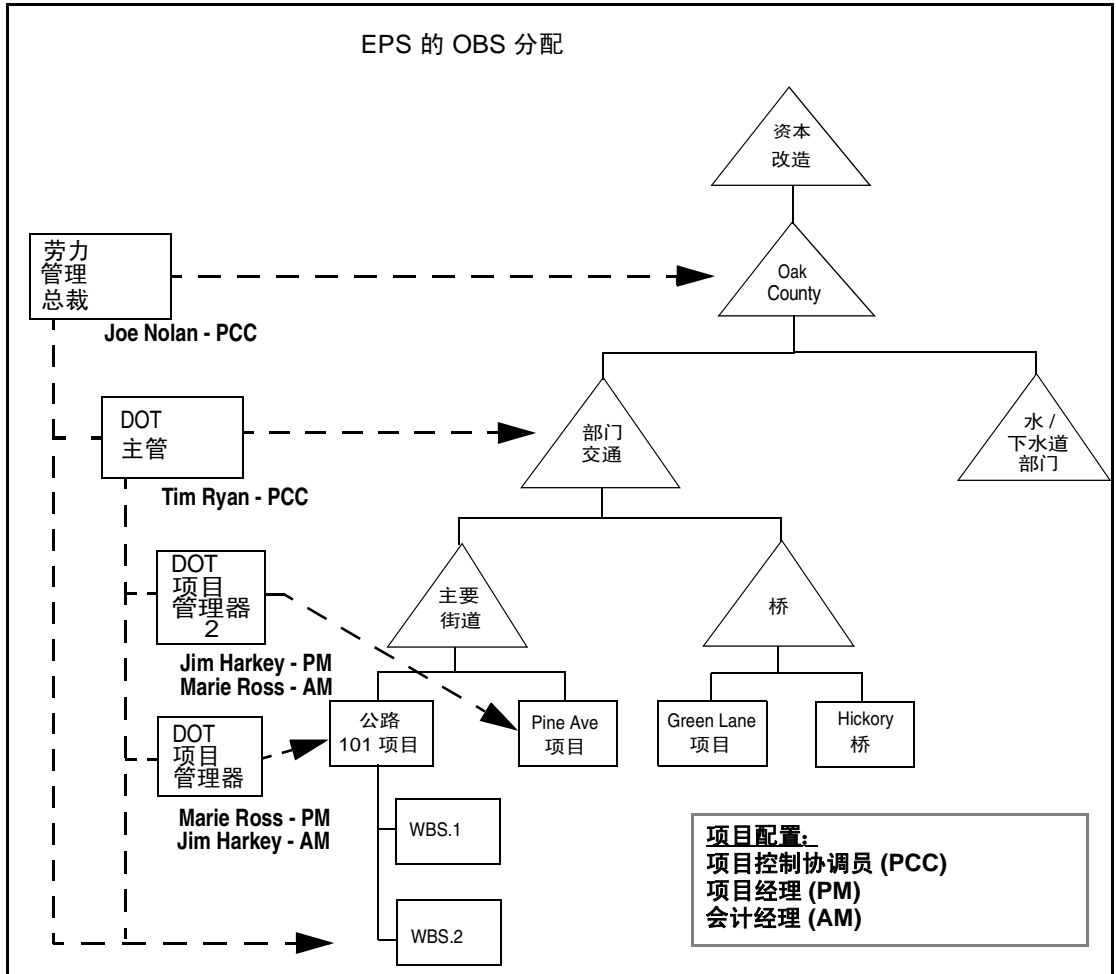 EPS 的 OBS 分配
资本
改造
劳力
管理
总裁
Oak
County
Joe Nolan - PCC
DOT
主管
部门
交通
水 /
下水道
部门
Tim Ryan - PCC
DOT
项目
管理器
2
主要
街道
桥
Jim Harkey - PM
Marie Ross - AM
DOT
项目
管理器
公路
101 项目
Pine Ave
项目
Green Lane
项目
Hickory
桥
Marie Ross - PM
Jim Harkey - AM
WBS.1
WBS.2
项目配置：
项目控制协调员 (PCC)
项目经理 (PM)
会计经理 (AM)